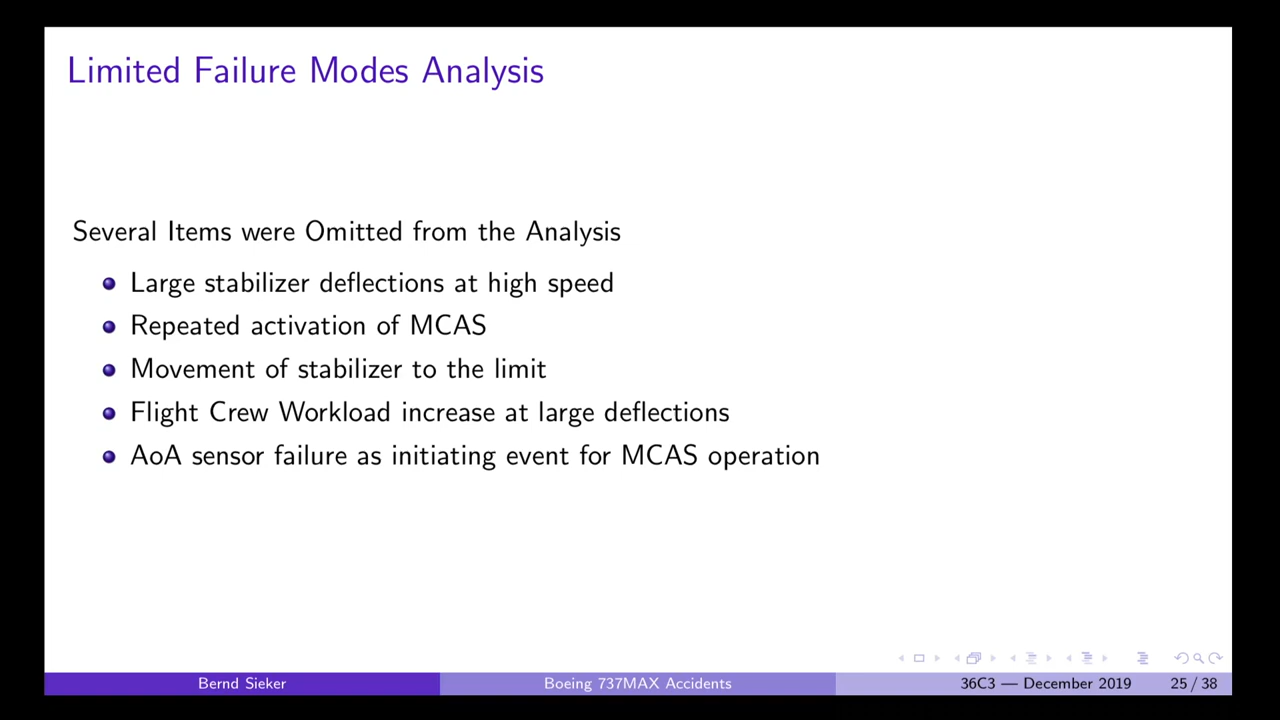 Limited Failure Modes Analysis
Several Items were Omitted from the Analysis
Large stabilizer deflections at high speed
Repeated activation of MCAS
Movement of stabilizer to the limit
Flight Crew Workload increase at large deflections
AoA sensor failure as initiating event for MCAS operation
Bernd Sieker
Boeing 737MAX Accidents
36C3 — December 2019
25 / 38